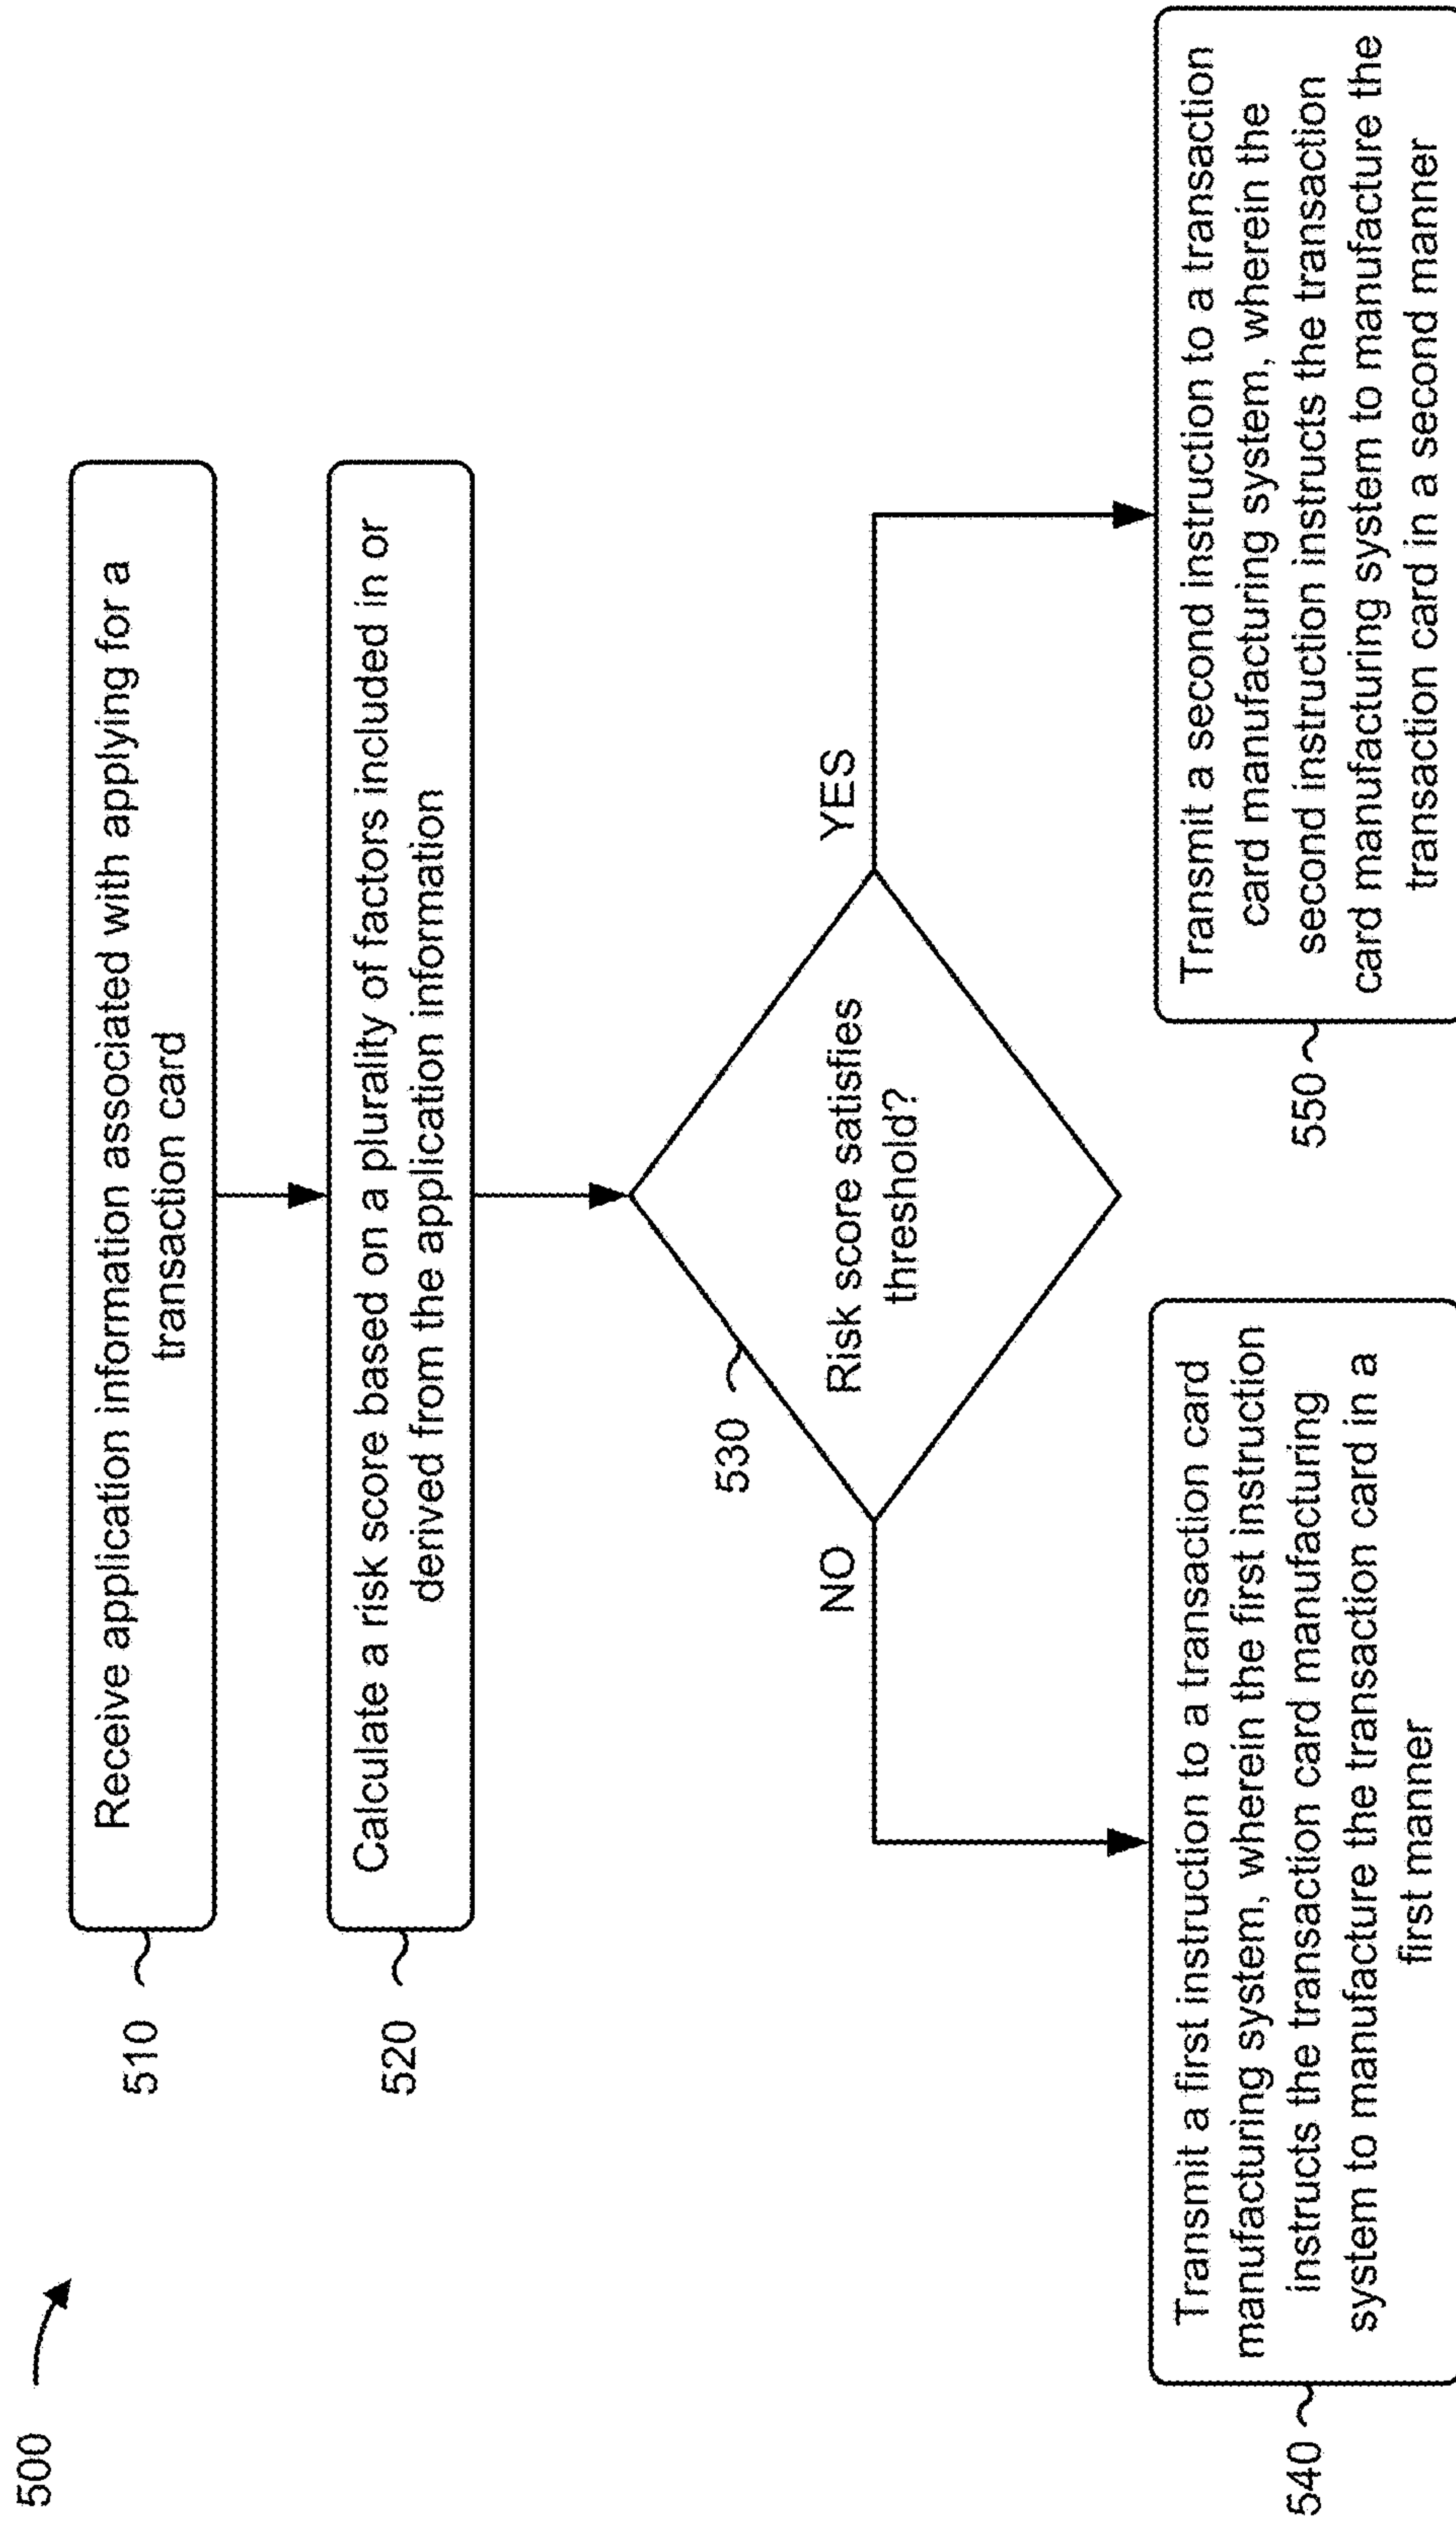 500
510
Receive application information associated with applying for a
transaction card
520
Calculate a risk score based on a plurality of factors included in or
derived from the application information
530
Risk score satisfies
threshold?
NO
YES
540
Transmit a first instruction to a transaction card
manufacturing system, wherein the first instruction
instructs the transaction card manufacturing
system to manufacture the transaction card in a
first manner
550
Transmit a second instruction to a transaction
card manufacturing system, wherein the
second instruction instructs the transaction
card manufacturing system to manufacture the
transaction card in a second manner